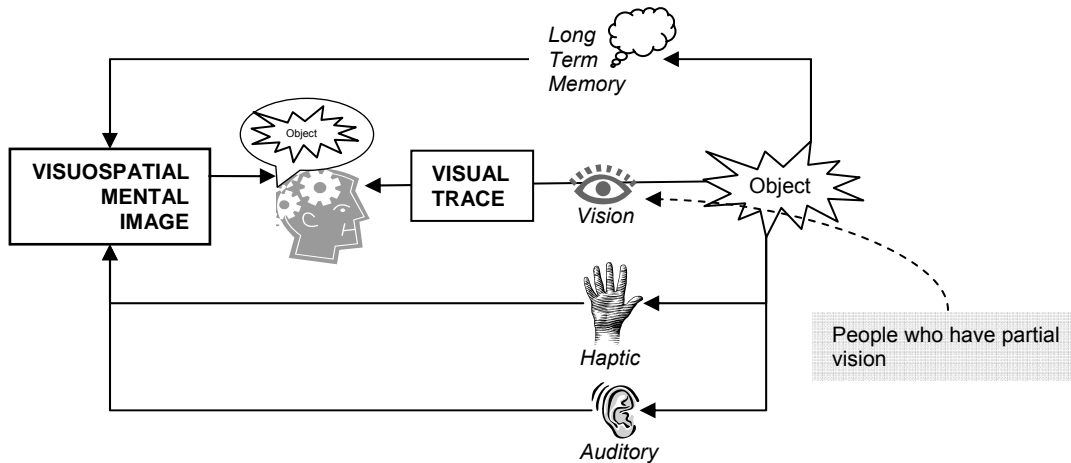 Long
Term
Memory
Object
VISUOSPATIAL
MENTAL
IMAGE
VISUAL
TRACE
Vision
Object
Haptic
People who have partial
vision
Auditory